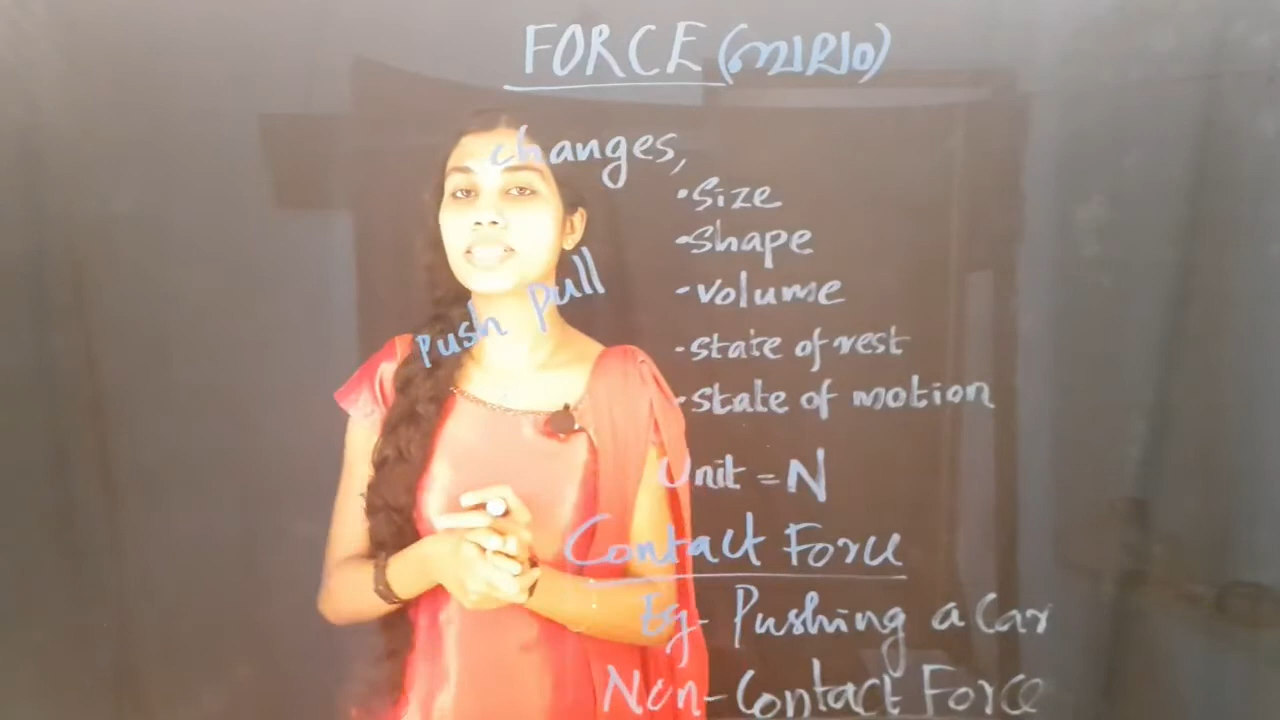 FORCE (ബലം)
changes,
• Size
• Shape
- volume
- state of rest
• state of motion
Push Pull
Unit = N
Contact Force
Eg- Pushing a Car
Non-Contact Force